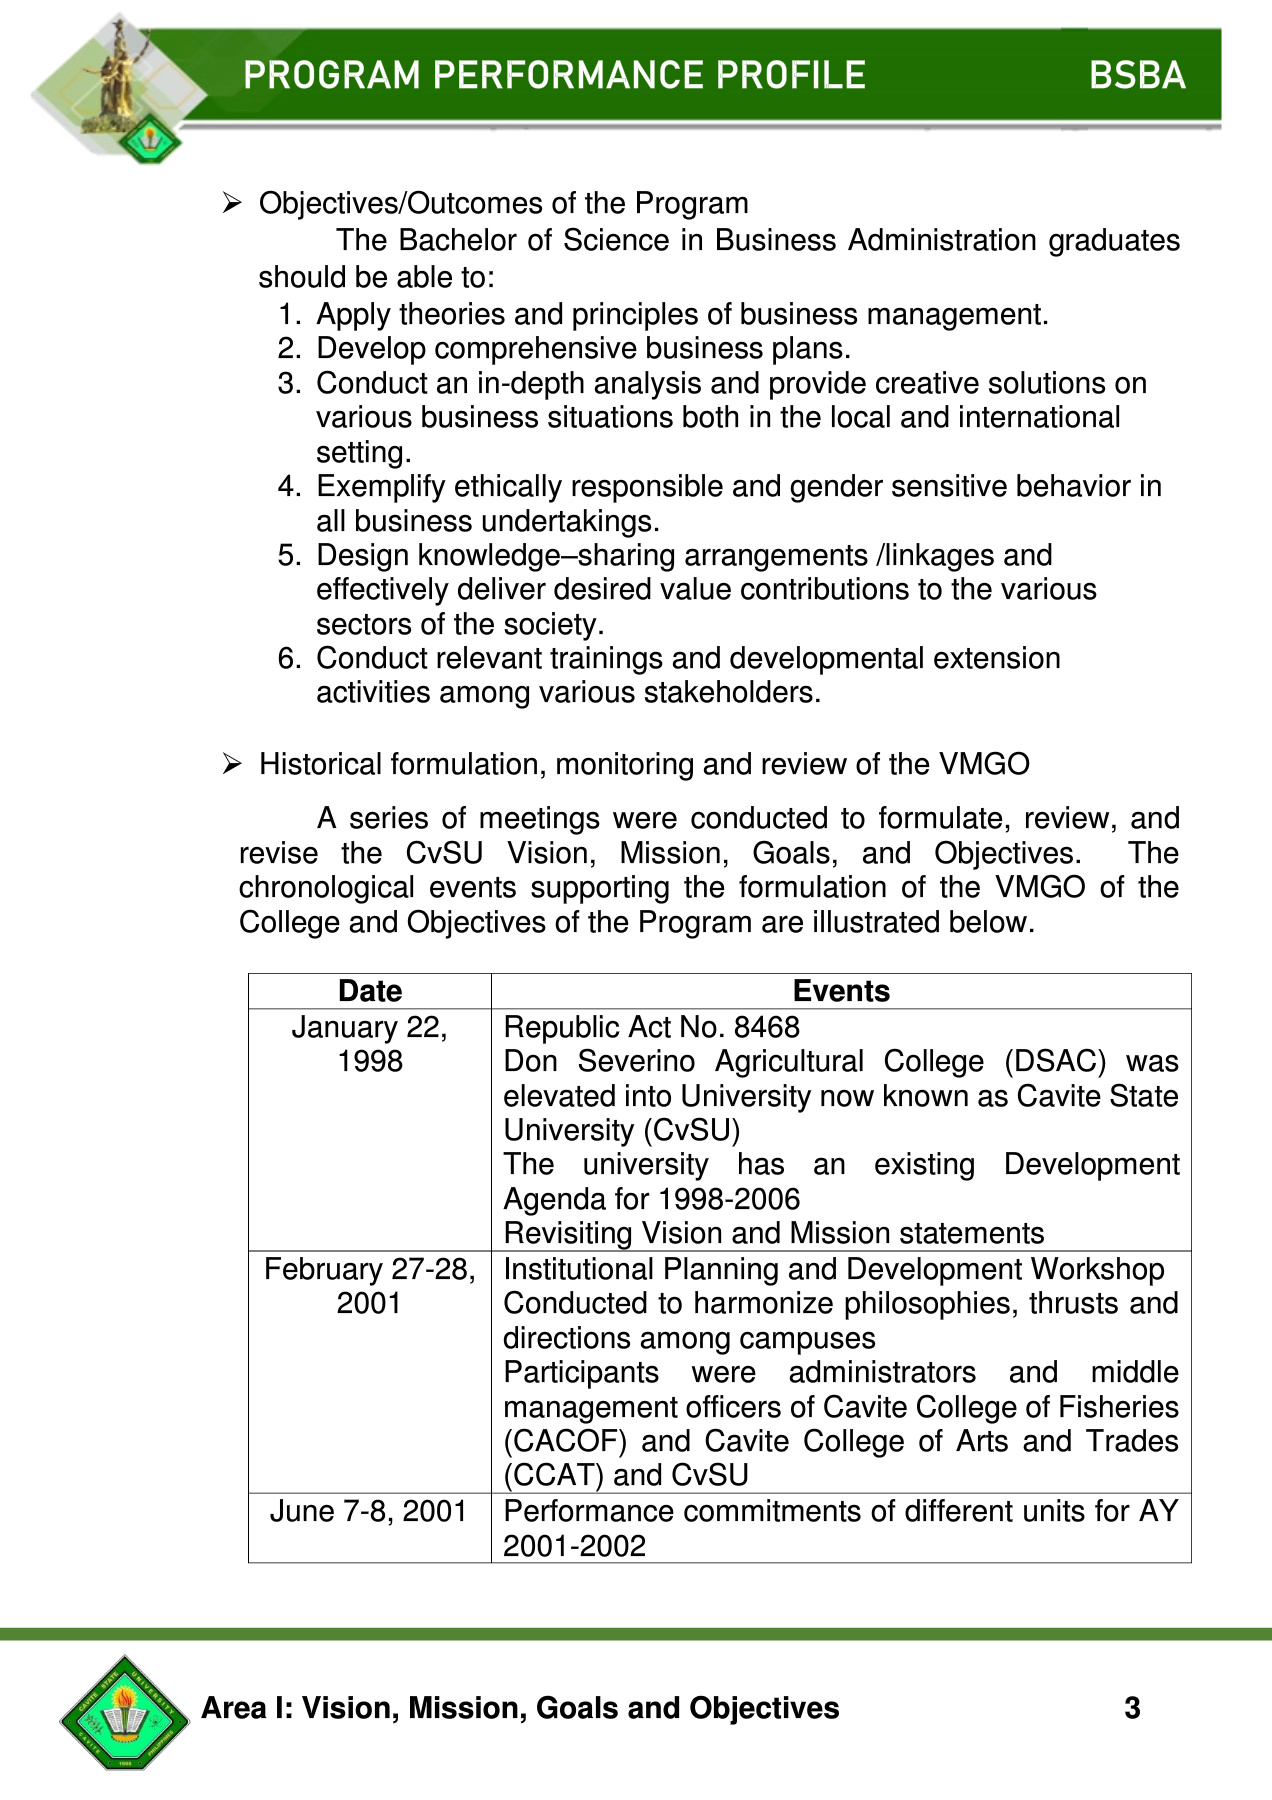 PROGRAM PERFORMANCE PROFILE BSBA
➢ Objectives/Outcomes of the Program
The Bachelor of Science in Business Administration graduates
should be able to:
1. Apply theories and principles of business management.
2. Develop comprehensive business plans.
3. Conduct an in-depth analysis and provide creative solutions on
various business situations both in the local and international
setting.
4. Exemplify ethically responsible and gender sensitive behavior in
all business undertakings.
5. Design knowledge–sharing arrangements /linkages and
effectively deliver desired value contributions to the various
sectors of the society.
6. Conduct relevant trainings and developmental extension
activities among various stakeholders.
➢ Historical formulation, monitoring and review of the VMGO
A series of meetings were conducted to formulate, review, and
revise the CvSU Vision, Mission, Goals, and Objectives. The
chronological events supporting the formulation of the VMGO of the
College and Objectives of the Program are illustrated below.
Date Events
January 22,
1998
Republic Act No. 8468
Don Severino Agricultural College (DSAC) was
elevated into University now known as Cavite State
University (CvSU)
The university has an existing Development
Agenda for 1998-2006
Revisiting Vision and Mission statements
February 27-28,
2001
Institutional Planning and Development Workshop
Conducted to harmonize philosophies, thrusts and
directions among campuses
Participants were administrators and middle
management officers of Cavite College of Fisheries
(CACOF) and Cavite College of Arts and Trades
(CCAT) and CvSU
June 7-8, 2001
Performance commitments of different units for AY
2001-2002
CAVITE STATE UNIVERSITY
CAVITE PHILIPPINES
1906
Area I: Vision, Mission, Goals and Objectives 3